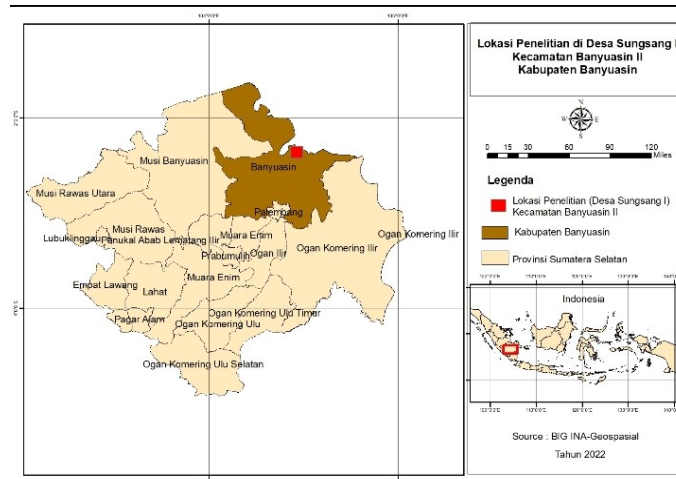 Lokasi Penelitian di Desa Sungsang I
Kecamatan Banyuasin II
Kabupaten Banyuasin
N
W E
S
0 15 30 60 90 120
Miles
Legenda
Lokasi Penelitian (Desa Sungsang I)
Kecamatan Banyuasin II
Kabupaten Banyuasin
Provinsi Sumatera Selatan
Indonesia
Source : BIG INA-Geospasial
Tahun 2022
Musi Banyuasin
Banyuasin
Musi Rawas Utara
Palembang
Musi Rawas
Lubuklinggau
Panukal Abab Lematang Ilir
Muara Enim
Ogan Ilir
Ogan Komering Ilir
Ogan Komering Ilir
Prabumulih
Muara Enim
Empat Lawang
Lahat
Pagar Alam
Ogan Komering Ulu Timur
Ogan Komering Ulu
Ogan Komering Ulu Selatan